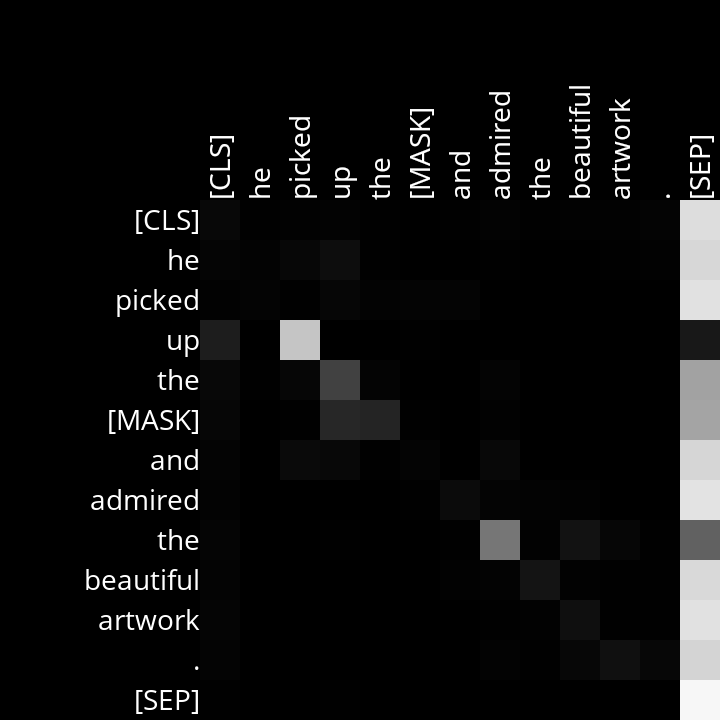 [CLS]
he
picked
up
the
[MASK]
and
admired
the
beautiful
artwork
.
[SEP]
[CLS]
he
picked
up
the
[MASK]
and
admired
the
beautiful
artwork
.
[SEP]